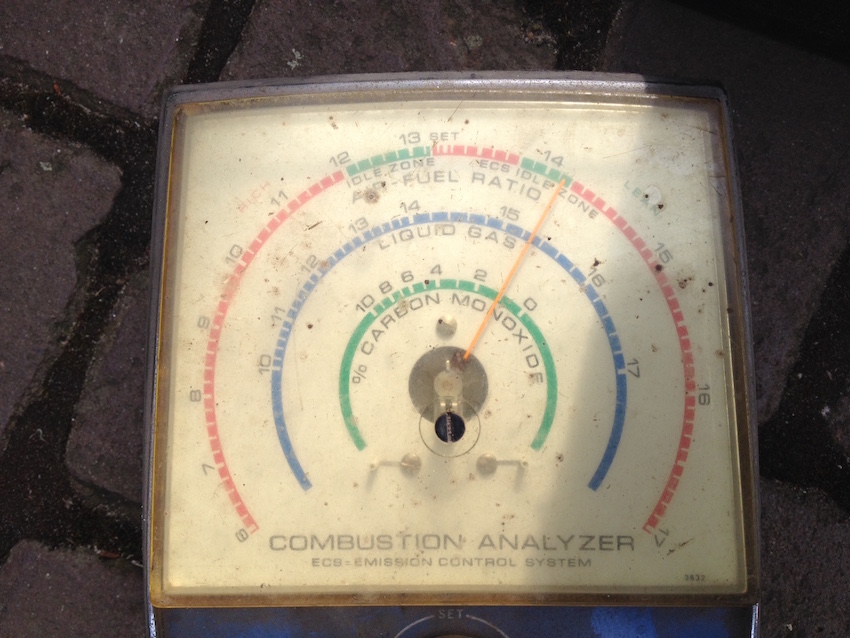 6 7 8 9 10 11 12 13 SET 14 15 16 17
RICH
LEAN
IDLE ZONE
ECS IDLE ZONE
AIR-FUEL RATIO
10 11 12 13 14 15 16 17
LIQUID GAS
10 8 6 4 2 0
% CARBON MONOXIDE
COMBUSTION ANALYZER
ECS=EMISSION CONTROL SYSTEM
3432
SET